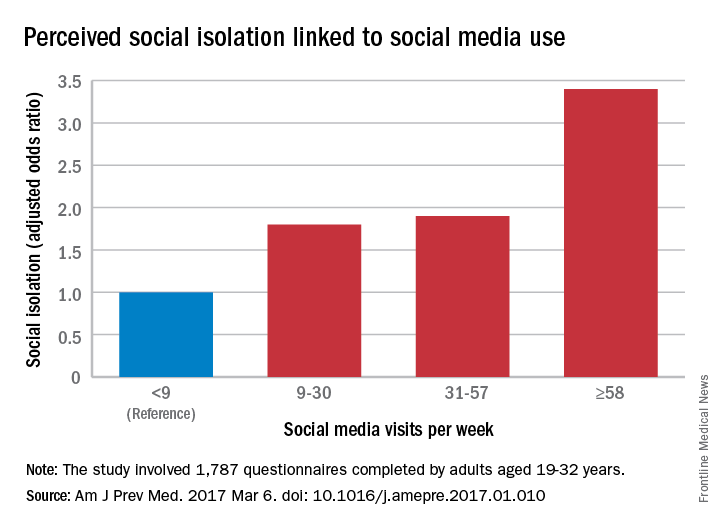 Perceived social isolation linked to social media use
Social isolation (adjusted odds ratio)
3.5
3.0
2.5
2.0
1.5
1.0
0.5
0
<9
(Reference)
9-30
31-57
≥58
Social media visits per week
Note: The study involved 1,787 questionnaires completed by adults aged 19-32 years.
Source: Am J Prev Med. 2017 Mar 6. doi: 10.1016/j.amepre.2017.01.010
Frontline Medical News